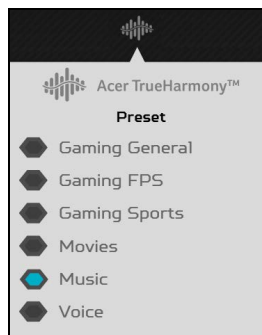 Acer TrueHarmony™
Preset
Gaming General
Gaming FPS
Gaming Sports
Movies
Music
Voice